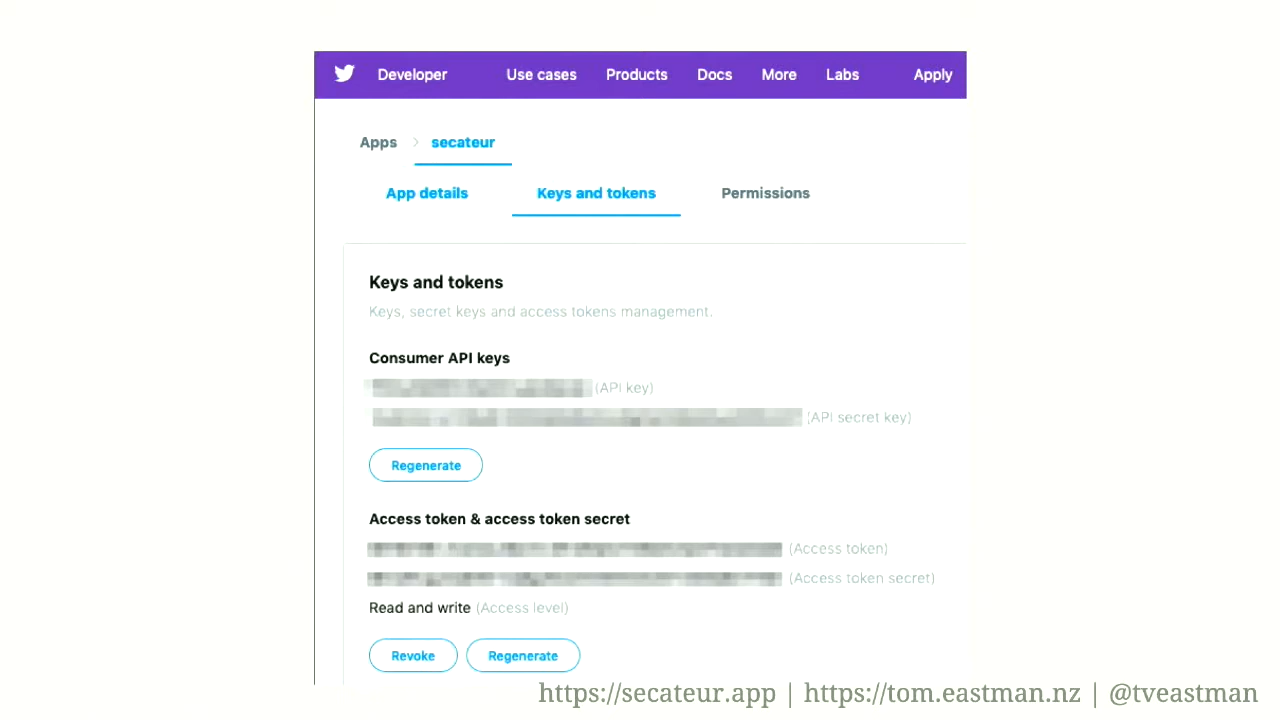 Developer Use cases Products Docs More Labs Apply
Apps > secateur
App details Keys and tokens Permissions
Keys and tokens
Keys, secret keys and access tokens management.
Consumer API keys
(API key)
(API secret key)
Regenerate
Access token & access token secret
(Access token)
(Access token secret)
Read and write (Access level)
Revoke Regenerate
https://secateur.app | https://tom.eastman.nz | @tveastman